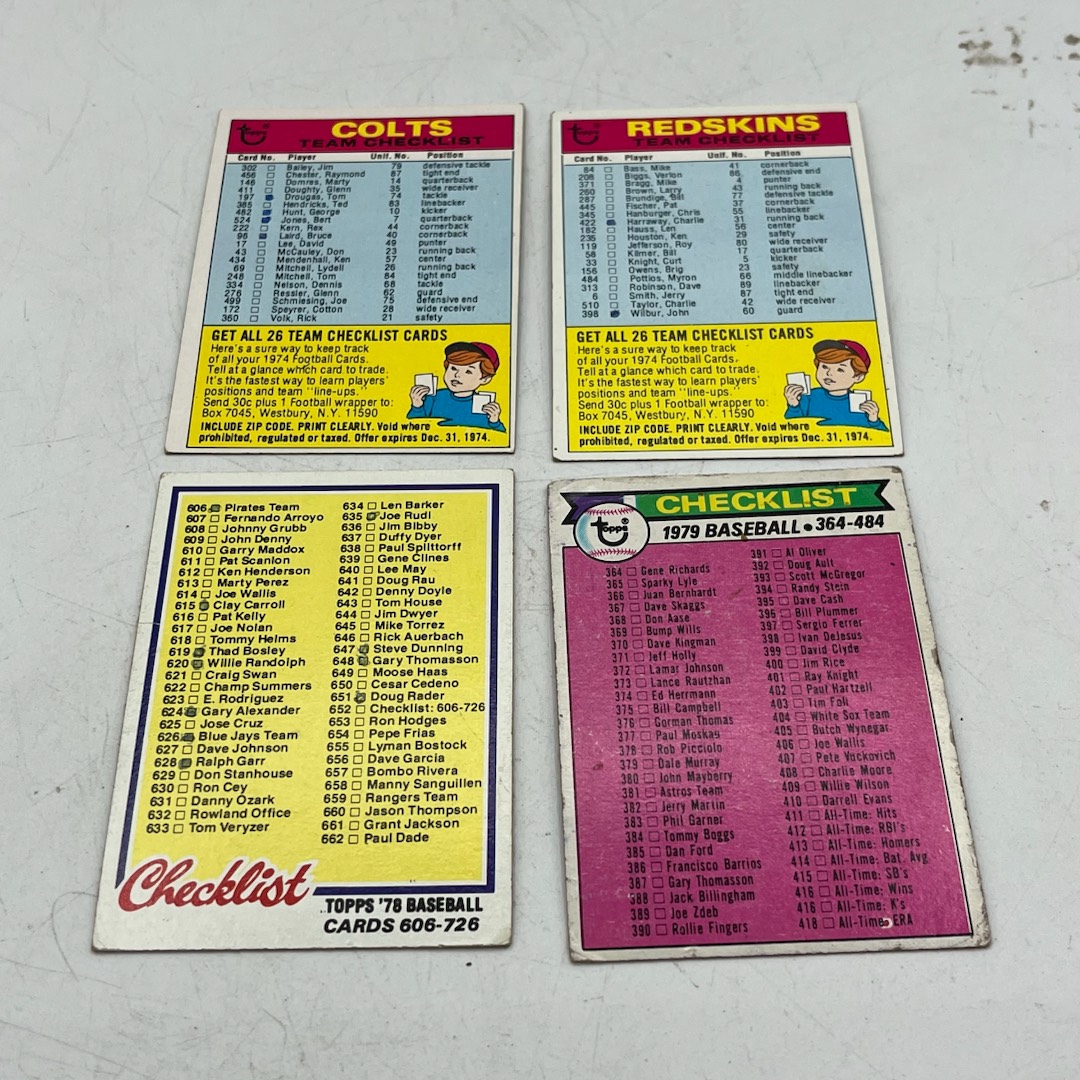 Topps
COLTS
TEAM CHECKLIST
Card No. Player Unif. No. Position
302 Bailey, Jim 79 defensive tackle
456 Chester, Raymond 87 tight end
146 Domres, Marty 14 quarterback
411 Doughty, Glenn 35 wide receiver
197 Drougas, Tom 74 tackle
385 Hendricks, Ted 83 linebacker
482 Hunt, George 10 kicker
524 Jones, Bert 7 quarterback
222 Kern, Rex 44 cornerback
96 Laird, Bruce 40 cornerback
17 Lee, David 49 punter
43 McCauley, Don 23 running back
434 Mendenhall, Ken 57 center
69 Mitchell, Lydell 26 running back
248 Mitchell, Tom 84 tight end
334 Nelson, Dennis 68 tackle
276 Ressler, Glenn 62 guard
499 Schmiesing, Joe 75 defensive end
172 Speyrer, Cotton 28 wide receiver
360 Volk, Rick 21 safety
GET ALL 26 TEAM CHECKLIST CARDS
Here's a sure way to keep track
of all your 1974 Football Cards.
Tell at a glance which card to trade.
It's the fastest way to learn players'
positions and team "line-ups."
Send 30c plus 1 Football wrapper to:
Box 7045, Westbury, N.Y. 11590
INCLUDE ZIP CODE. PRINT CLEARLY. Void where
prohibited, regulated or taxed. Offer expires Dec. 31, 1974.
Topps
REDSKINS
TEAM CHECKLIST
Card No. Player Unif. No. Position
84 Bass, Mike 41 cornerback
208 Biggs, Verlon 86 defensive end
371 Bragg, Mike 4 punter
260 Brown, Larry 43 running back
287 Brundige, Bill 77 defensive tackle
445 Fischer, Pat 37 cornerback
345 Hanburger, Chris 55 linebacker
422 Harraway, Charlie 31 running back
182 Hauss, Len 56 center
235 Houston, Ken 29 safety
119 Jefferson, Roy 80 wide receiver
58 Kilmer, Bill 17 quarterback
33 Knight, Curt 5 kicker
156 Owens, Brig 23 safety
484 Pottios, Myron 66 middle linebacker
313 Robinson, Dave 89 linebacker
6 Smith, Jerry 87 tight end
510 Taylor, Charlie 42 wide receiver
398 Wilbur, John 60 guard
GET ALL 26 TEAM CHECKLIST CARDS
Here's a sure way to keep track
of all your 1974 Football Cards.
Tell at a glance which card to trade.
It's the fastest way to learn players'
positions and team "line-ups."
Send 30c plus 1 Football wrapper to:
Box 7045, Westbury, N.Y. 11590
INCLUDE ZIP CODE. PRINT CLEARLY. Void where
prohibited, regulated or taxed. Offer expires Dec. 31, 1974.
606 Pirates Team
607 Fernando Arroyo
608 Johnny Grubb
609 John Denny
610 Garry Maddox
611 Pat Scanlon
612 Ken Henderson
613 Marty Perez
614 Joe Wallis
615 Clay Carroll
616 Pat Kelly
617 Joe Nolan
618 Tommy Helms
619 Thad Bosley
620 Willie Randolph
621 Craig Swan
622 Champ Summers
623 E. Rodriguez
624 Gary Alexander
625 Jose Cruz
626 Blue Jays Team
627 Dave Johnson
628 Ralph Garr
629 Don Stanhouse
630 Ron Cey
631 Danny Ozark
632 Rowland Office
633 Tom Veryzer
634 Len Barker
635 Joe Rudi
636 Jim Bibby
637 Duffy Dyer
638 Paul Splittorff
639 Gene Clines
640 Lee May
641 Doug Rau
642 Denny Doyle
643 Tom House
644 Jim Dwyer
645 Mike Torrez
646 Rick Auerbach
647 Steve Dunning
648 Gary Thomasson
649 Moose Haas
650 Cesar Cedeno
651 Doug Rader
652 Checklist: 606-726
653 Ron Hodges
654 Pepe Frias
655 Lyman Bostock
656 Dave Garcia
657 Bombo Rivera
658 Manny Sanguillen
659 Rangers Team
660 Jason Thompson
661 Grant Jackson
662 Paul Dade
Checklist
TOPPS '78 BASEBALL
CARDS 606-726
Topps
CHECKLIST
1979 BASEBALL • 364-484
364 Gene Richards
365 Sparky Lyle
366 Juan Bernhardt
367 Dave Skaggs
368 Don Aase
369 Bump Wills
370 Dave Kingman
371 Jeff Holly
372 Lamar Johnson
373 Lance Rautzhan
374 Ed Herrmann
375 Bill Campbell
376 Gorman Thomas
377 Paul Moskau
378 Rob Picciolo
379 Dale Murray
380 John Mayberry
381 Astros Team
382 Jerry Martin
383 Phil Garner
384 Tommy Boggs
385 Dan Ford
386 Francisco Barrios
387 Gary Thomasson
388 Jack Billingham
389 Joe Zdeb
390 Rollie Fingers
391 Al Oliver
392 Doug Ault
393 Scott McGregor
394 Randy Stein
395 Dave Cash
396 Bill Plummer
397 Sergio Ferrer
398 Ivan DeJesus
399 David Clyde
400 Jim Rice
401 Ray Knight
402 Paul Hartzell
403 Tim Foli
404 White Sox Team
405 Butch Wynegar
406 Joe Wallis
407 Pete Vuckovich
408 Charlie Moore
409 Willie Wilson
410 Darrell Evans
411 All-Time: Hits
412 All-Time: RBI's
413 All-Time: Homers
414 All-Time: Bat. Avg
415 All-Time: SB's
416 All-Time: Wins
416 All-Time: K's
418 All-Time: ERA